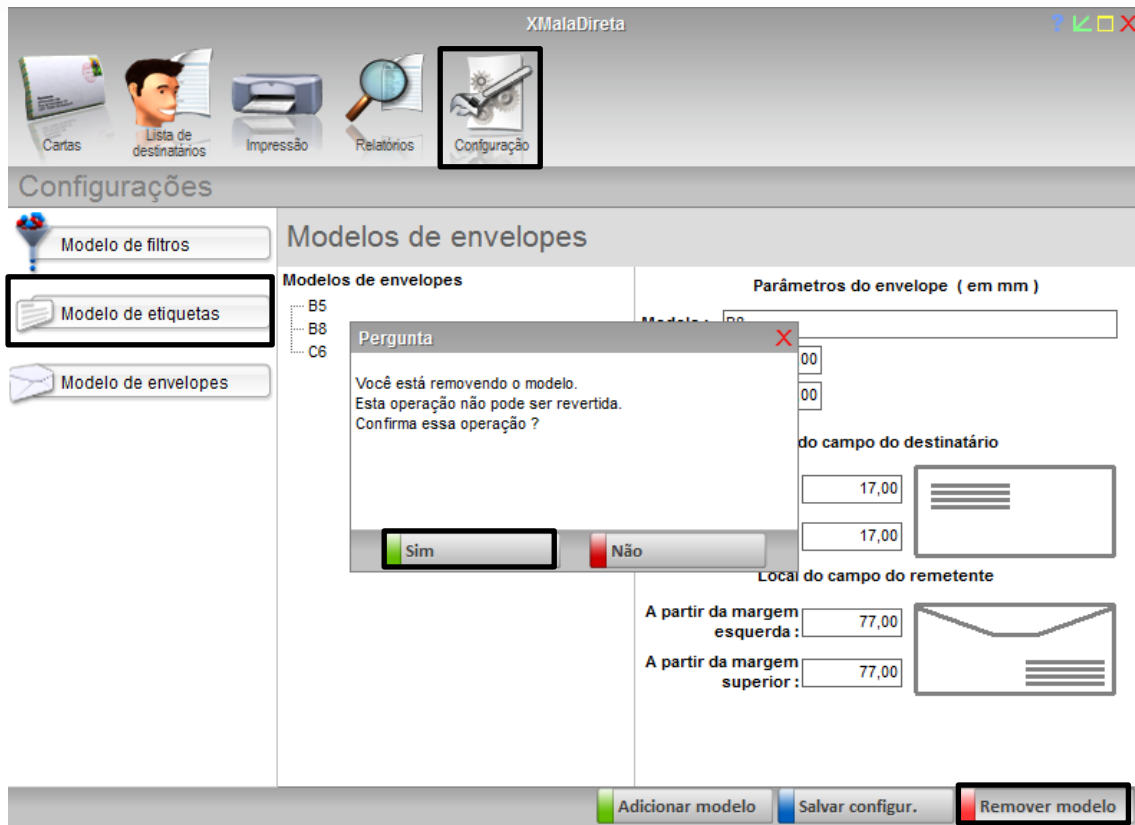 XMalaDireta
?
Cartas
Lista de
destinatários
Impressão
Relatórios
Configuração
Configurações
Modelo de filtros
Modelo de etiquetas
Modelo de envelopes
Modelos de envelopes
Modelos de envelopes
B5
B8
C6
Parâmetros do envelope ( em mm )
Modelo : B8
00
00
Pergunta
X
Você está removendo o modelo.
Esta operação não pode ser revertida.
Confirma essa operação ?
Sim
Não
do campo do destinatário
17,00
17,00
Local do campo do remetente
A partir da margem
esquerda :
77,00
A partir da margem
superior :
77,00
Adicionar modelo
Salvar configur.
Remover modelo